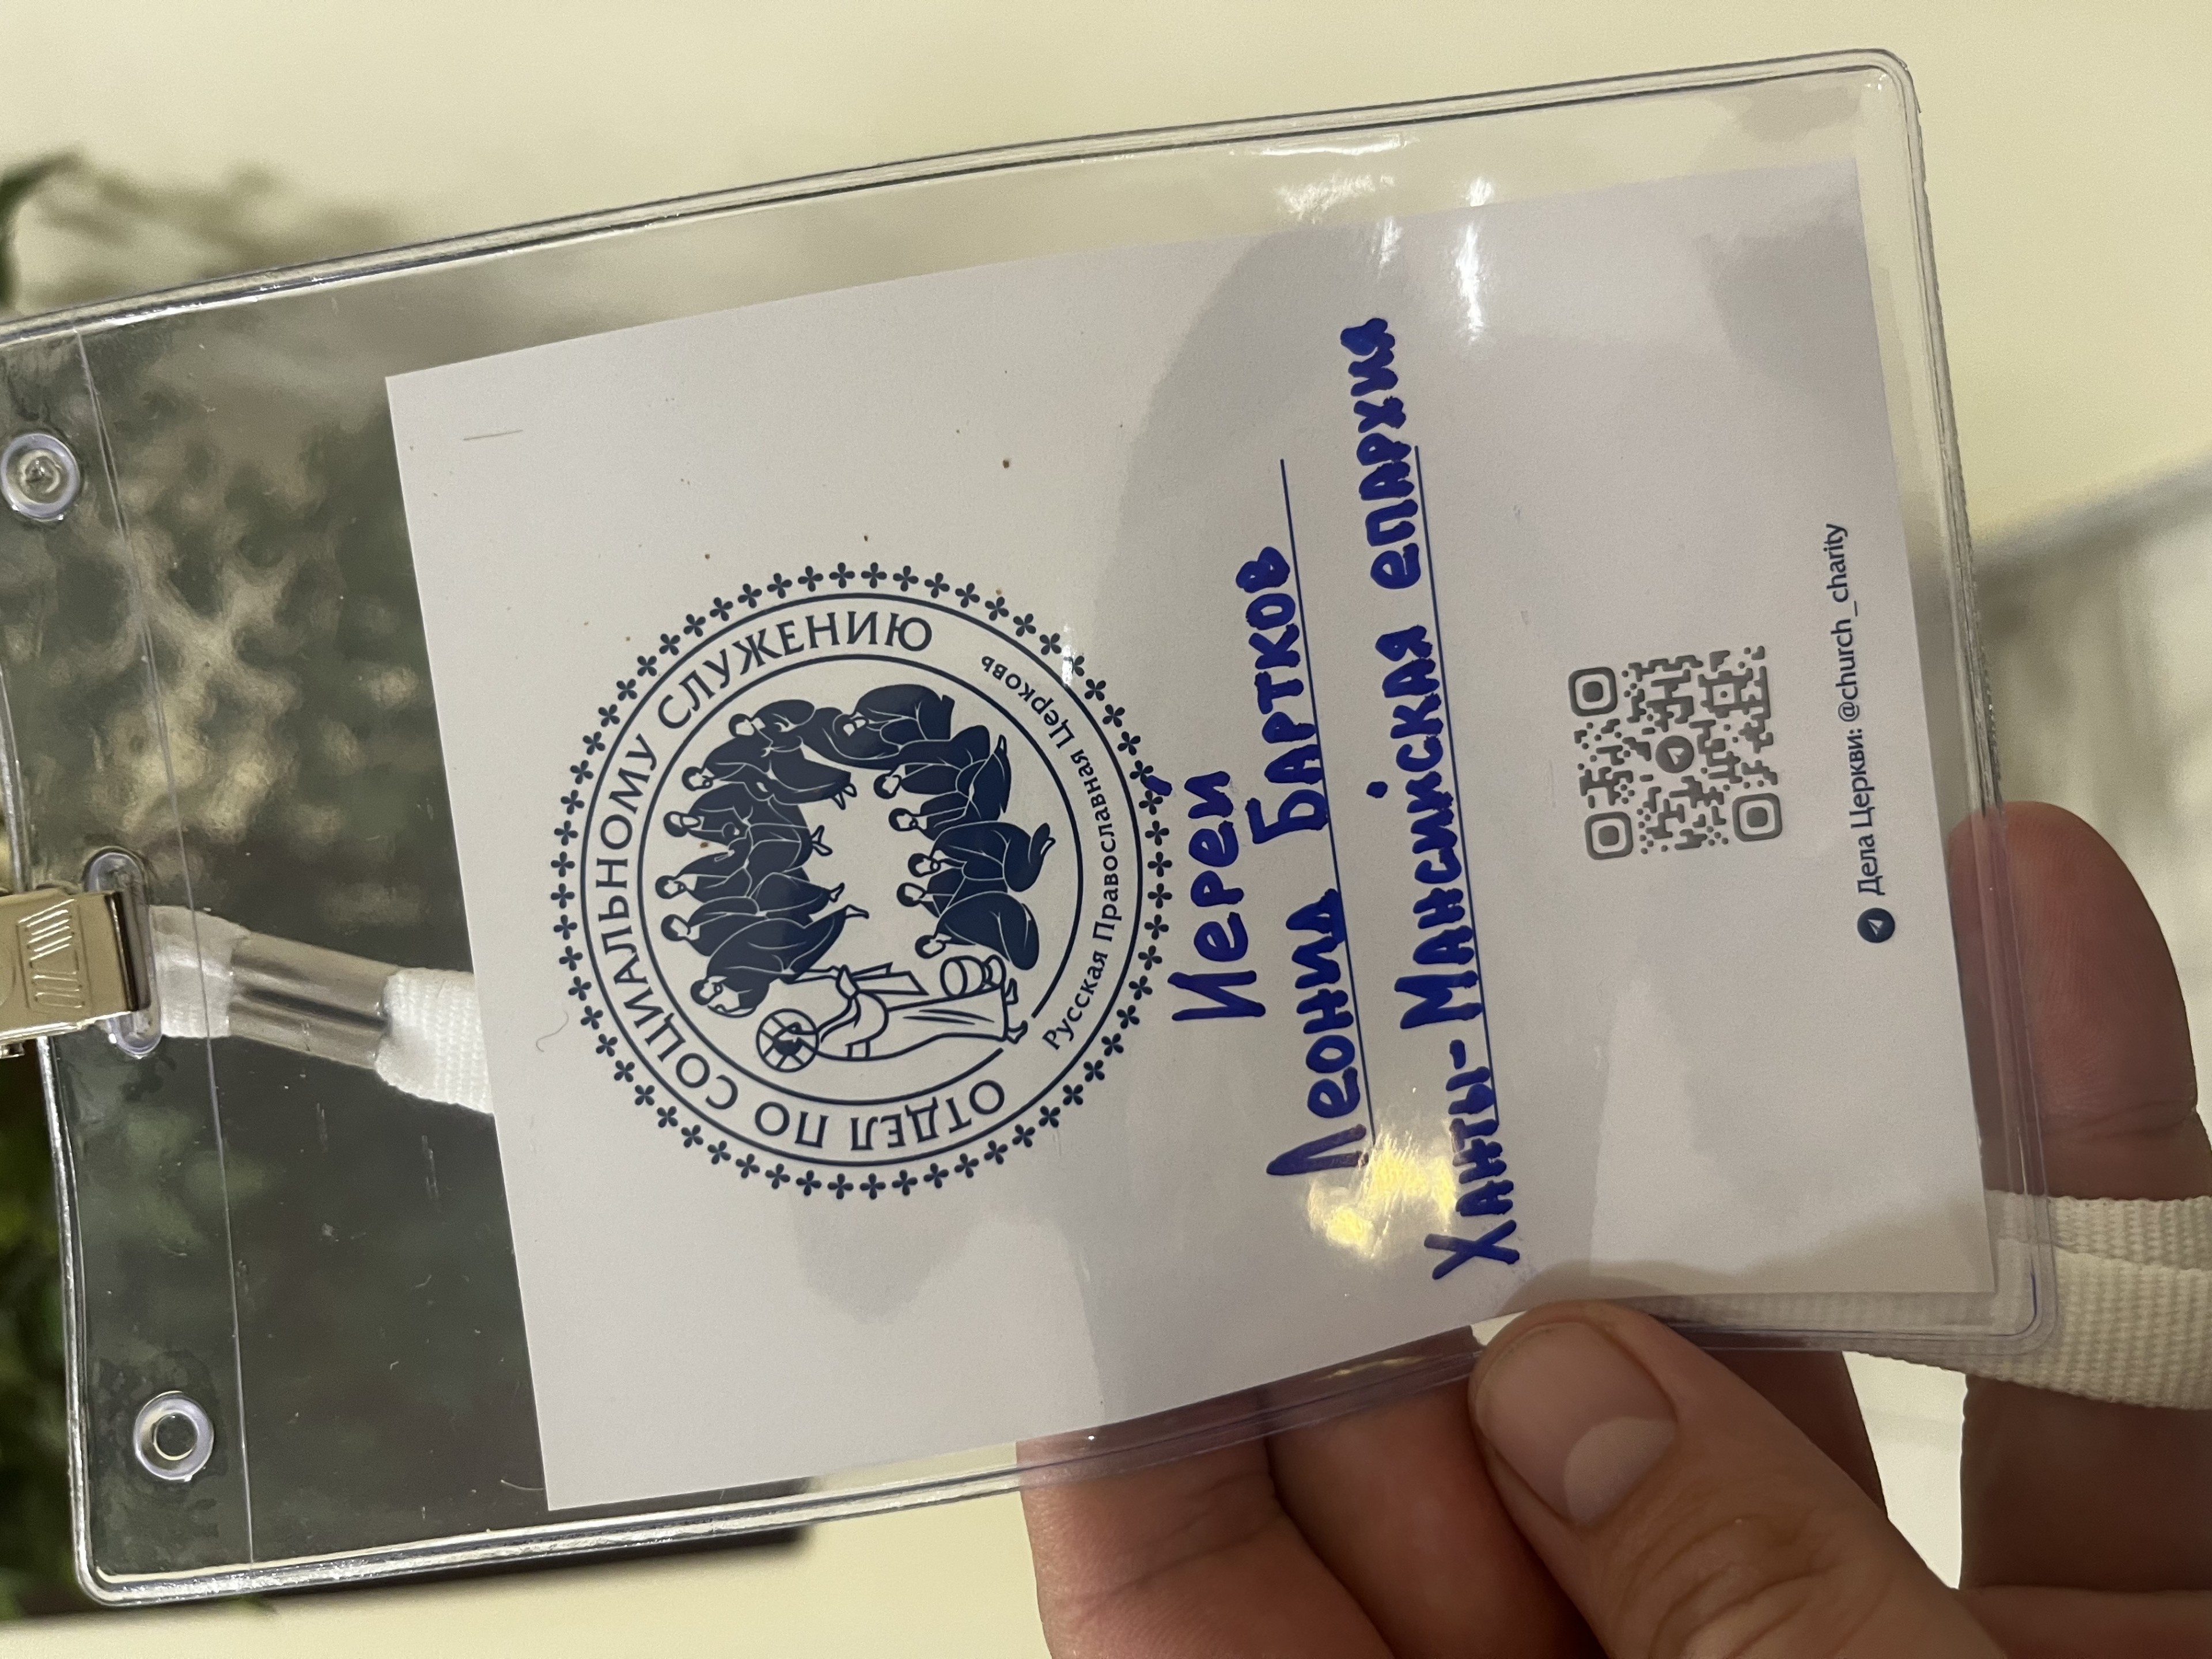 ОТДЕЛ ПО СОЦИАЛЬНОМУ СЛУЖЕНИЮ
Русская Православная Церковь
Иерей
Леонид Бартков
Ханты-Мансийская епархия
Дела Церкви: @church_charity